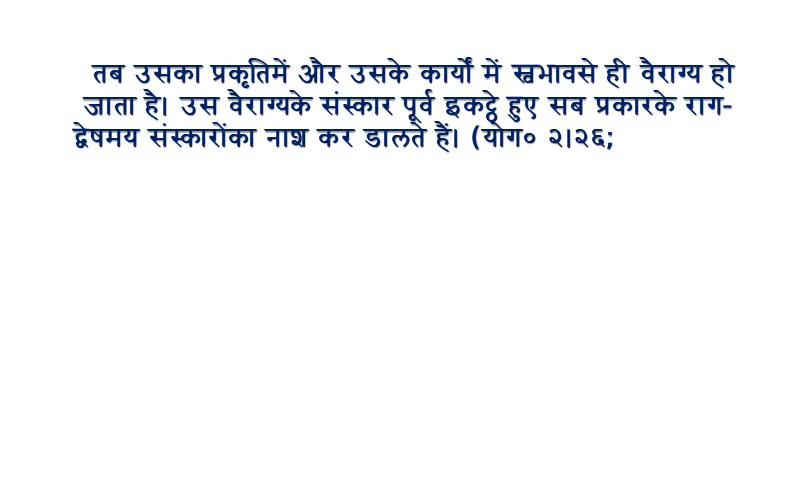 तब उसका प्रकृतिमें और उसके कार्यों में स्वभावसे ही वैराग्य हो
जाता है। उस वैराग्यके संस्कार पूर्व इकट्ठे हुए सब प्रकारके राग-
द्वेषमय संस्कारोंका नाश कर डालते हैं। (योग० २।२६;